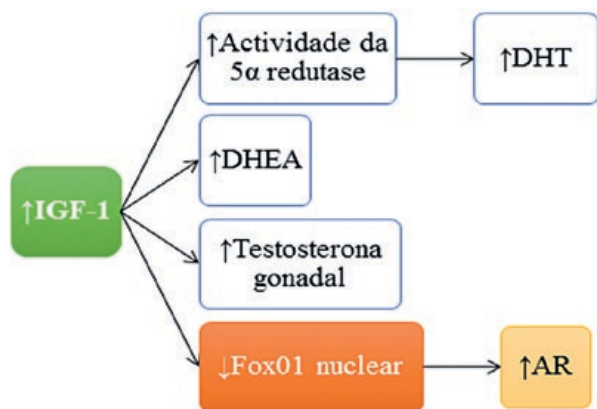 ↑Actividade da
5α redutase
↑DHT
↑DHEA
↑IGF-1
↑Testosterona
gonadal
↓Fox01 nuclear
↑AR